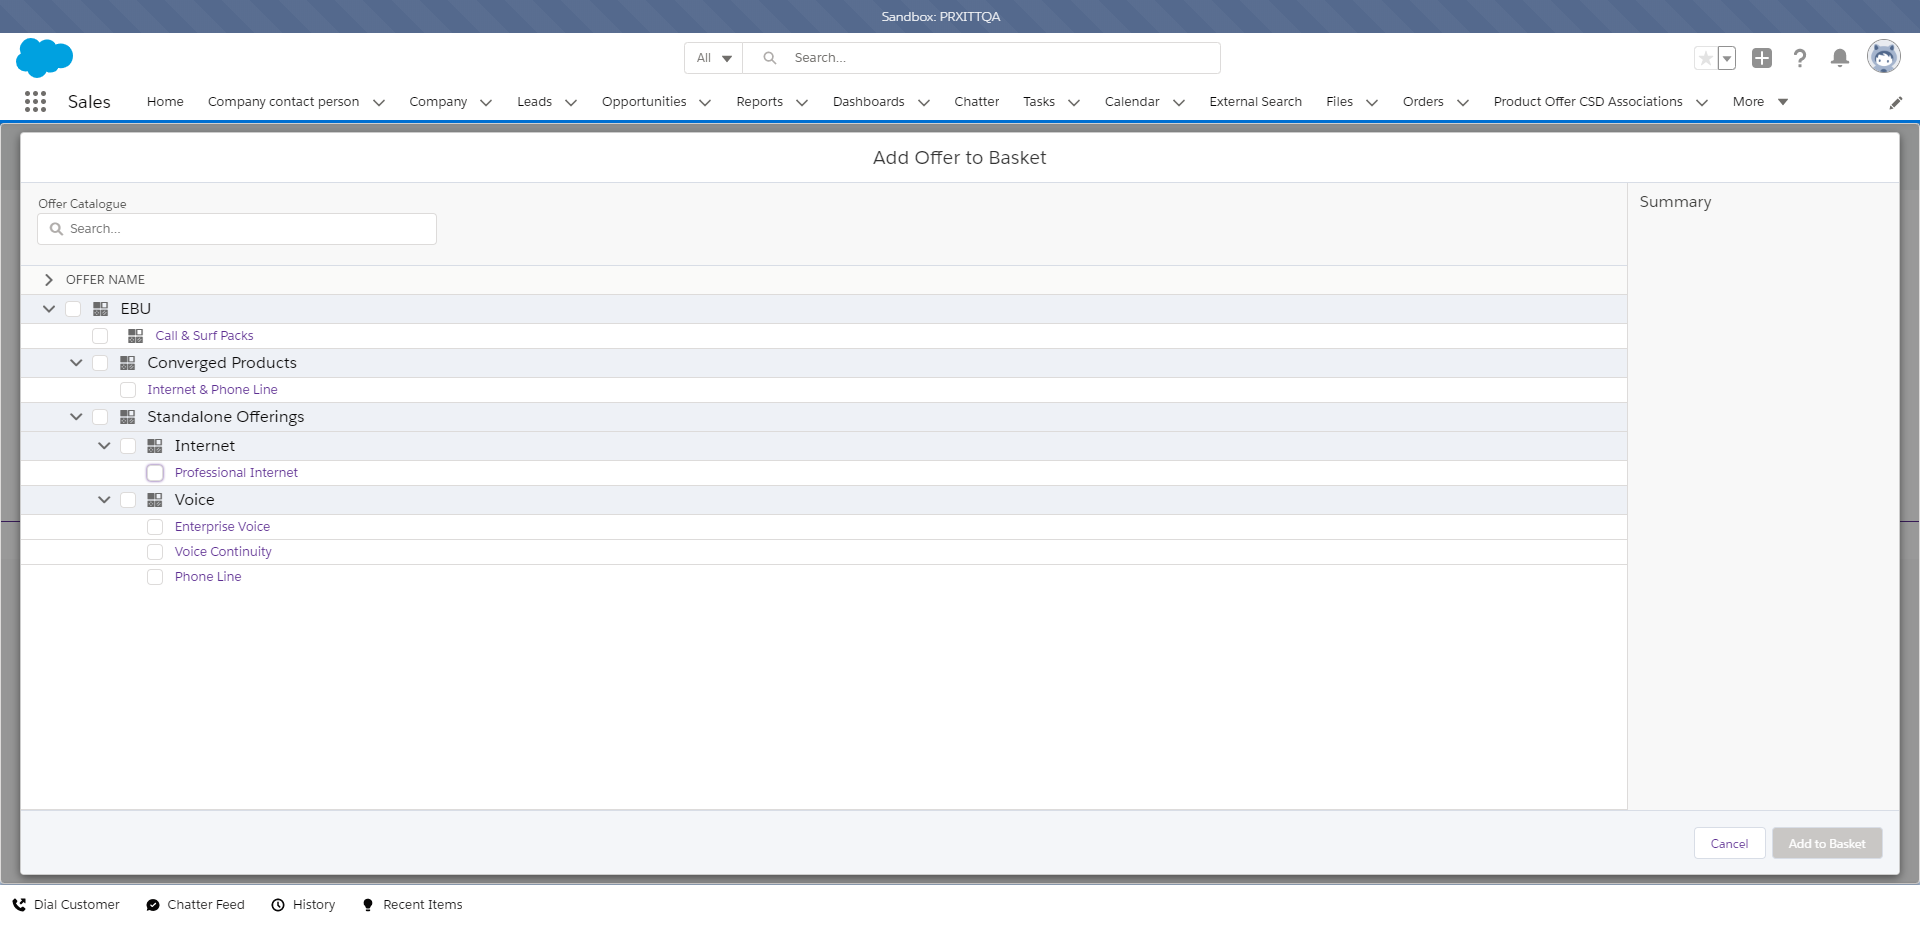 Sandbox: PRXITTQA
All
Search...
Sales Home Company contact person Company Leads Opportunities Reports Dashboards Chatter Tasks Calendar External Search Files Orders Product Offer CSD Associations More
Add Offer to Basket
Offer Catalogue
Search...
Summary
OFFER NAME
EBU
Call & Surf Packs
Converged Products
Internet & Phone Line
Standalone Offerings
Internet
Professional Internet
Voice
Enterprise Voice
Voice Continuity
Phone Line
Cancel
Add to Basket
Dial Customer Chatter Feed History Recent Items